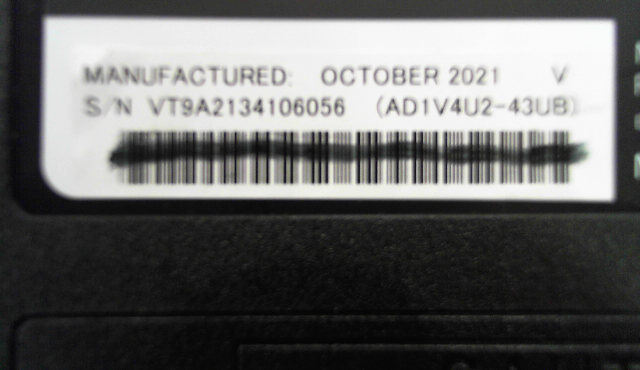 MANUFACTURED: OCTOBER 2021 V
S/N VT9A2134106056 (AD1V4U2-43UB)